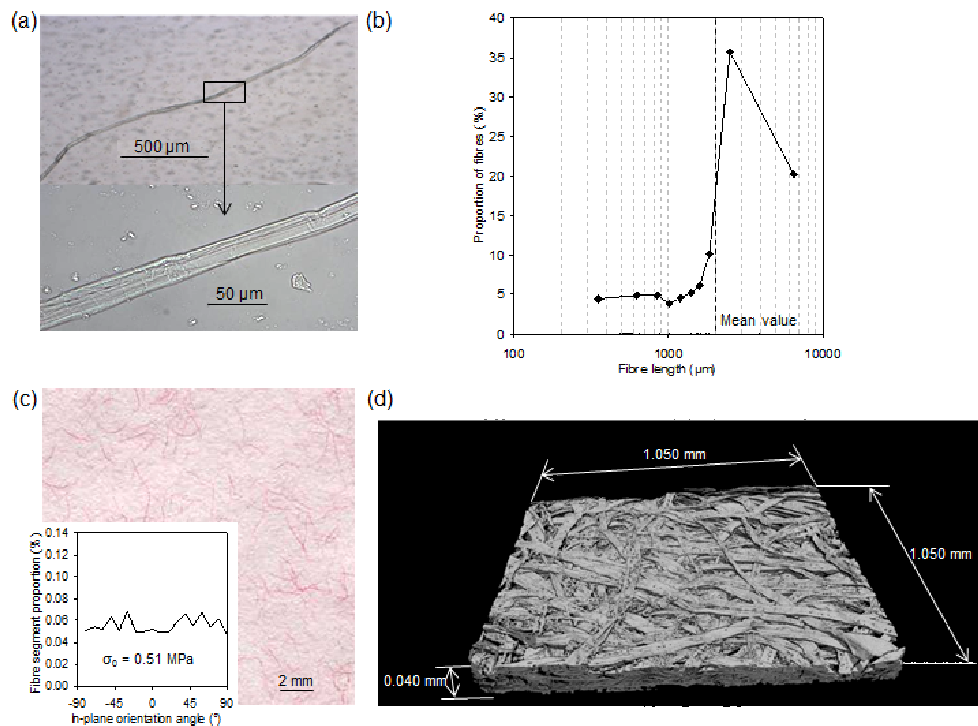 (a)
500 µm
50 µm
(b)
Proportion of fibres (%)
40
35
30
25
20
15
10
5
0
Mean value
100
1000
10000
Fibre length (µm)
(c)
Fibre segment proportion (%)
0.14
0.12
0.10
0.08
0.06
0.04
0.02
0.00
σ0 = 0.51 MPa
-90
-45
0
45
90
In-plane orientation angle (°)
2 mm
(d)
1.050 mm
1.050 mm
0.040 mm